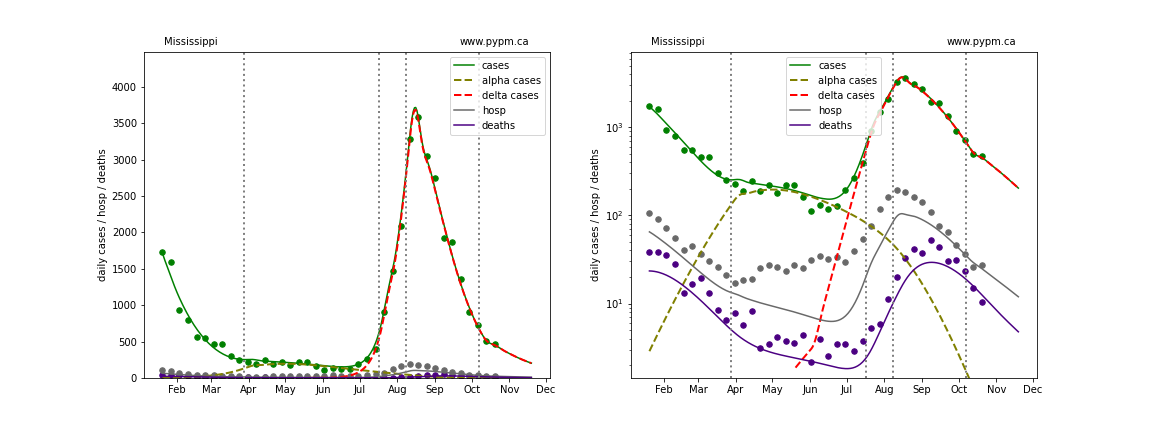 Mississippi www.pypm.ca
cases
alpha cases
delta cases
hosp
deaths
daily cases / hosp / deaths
4000
3500
3000
2500
2000
1500
1000
500
0
Feb Mar Apr May Jun Jul Aug Sep Oct Nov Dec
Mississippi www.pypm.ca
cases
alpha cases
delta cases
hosp
deaths
daily cases / hosp / deaths
10³
10²
10¹
Feb Mar Apr May Jun Jul Aug Sep Oct Nov Dec